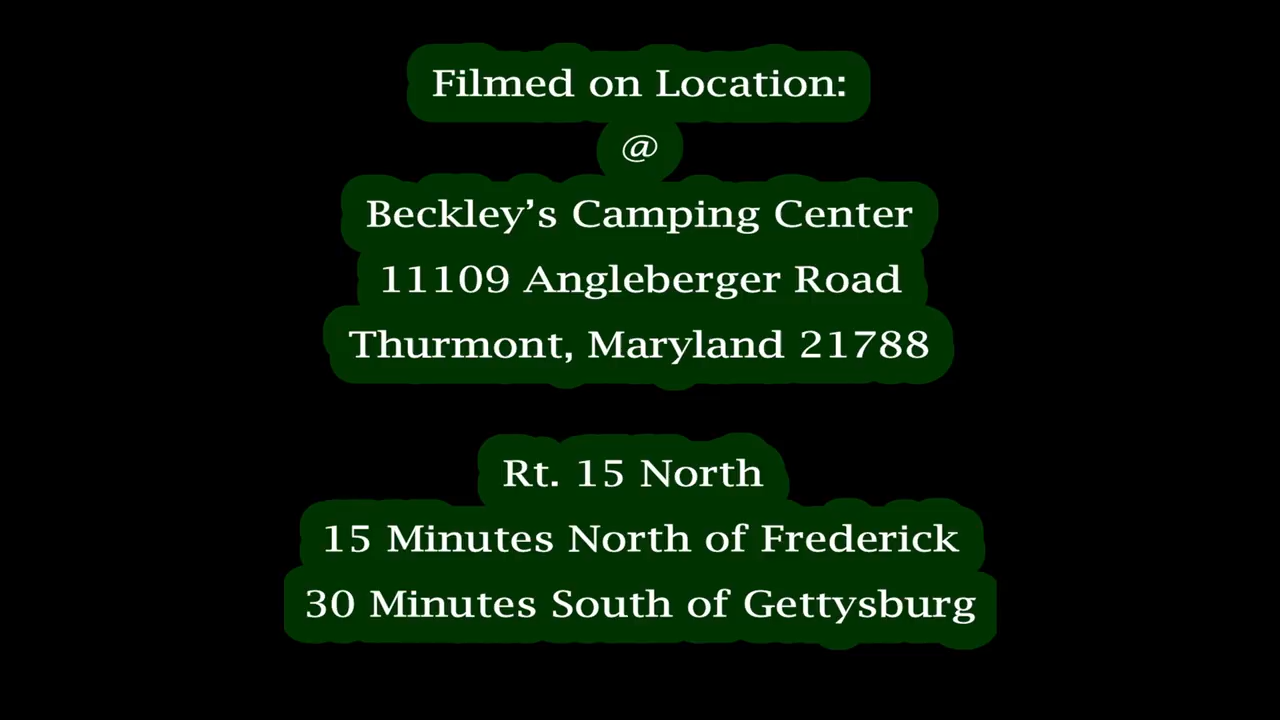 Filmed on Location:
@
Beckley’s Camping Center
11109 Angleberger Road
Thurmont, Maryland 21788
Rt. 15 North
15 Minutes North of Frederick
30 Minutes South of Gettysburg